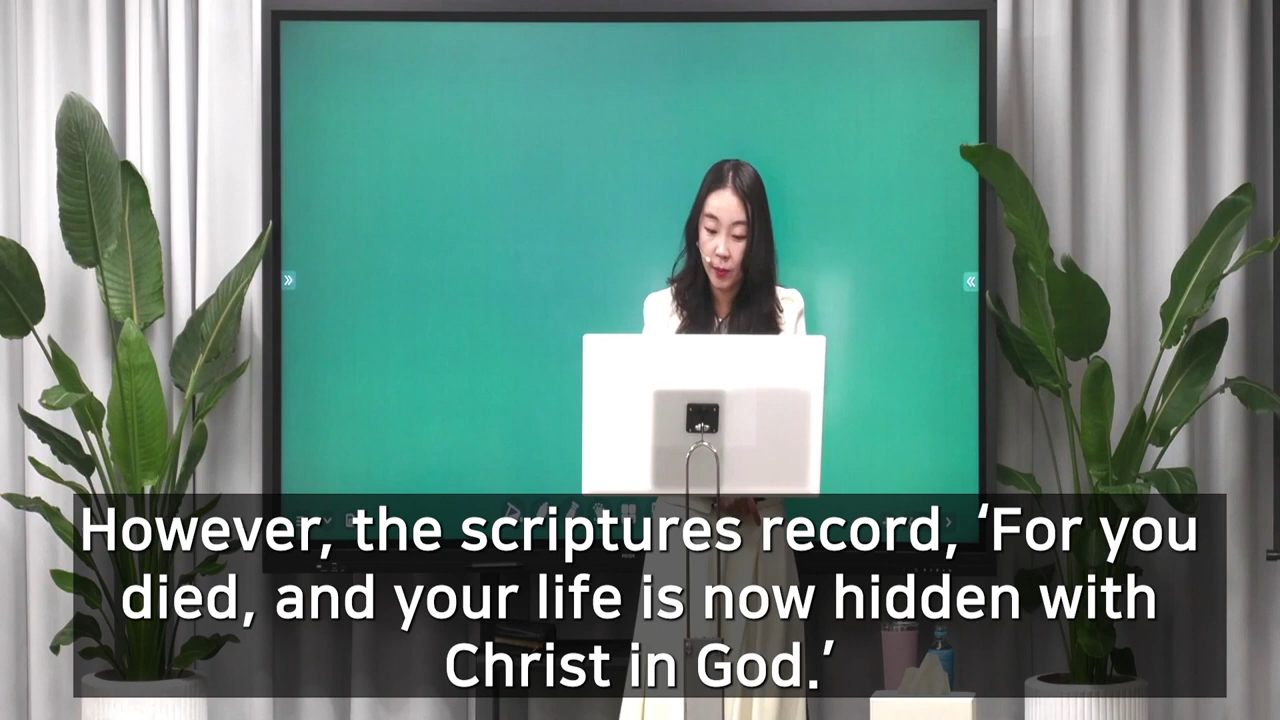 However, the scriptures record, ‘For you
died, and your life is now hidden with
Christ in God.’